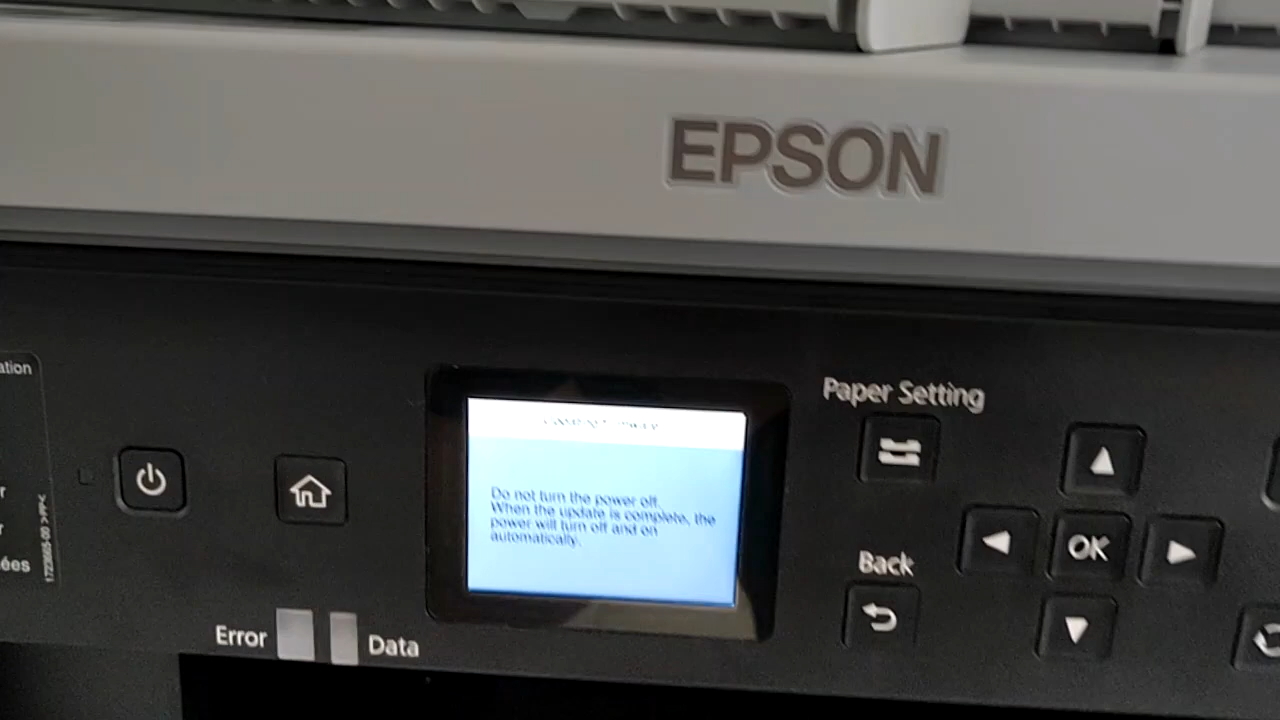 EPSON
Paper Setting
Do not turn the power off.
When the update is complete, the
power will turn off and on
automatically.
OK
Back
Error
Data
ation
r
r
ées